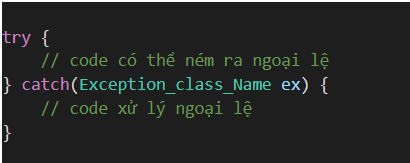 try {
    // code có thể ném ra ngoại lệ
} catch(Exception_class_Name ex) {
    // code xử lý ngoại lệ
}